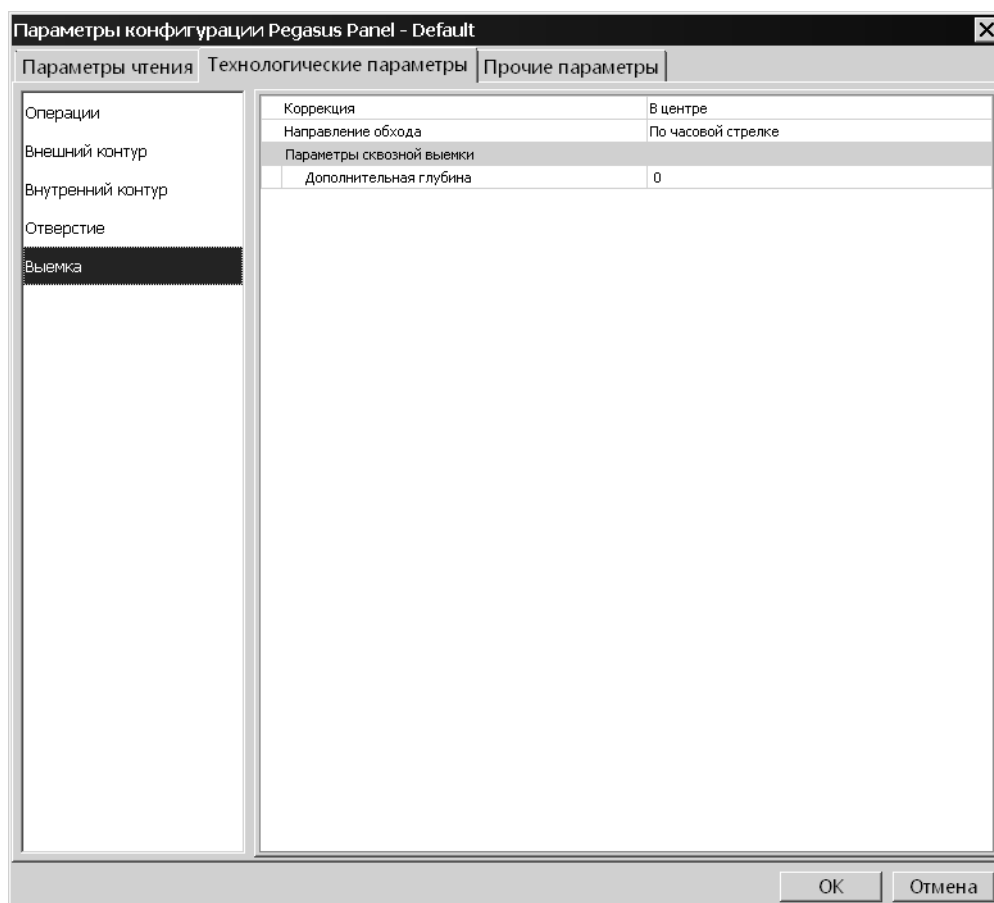 Параметры конфигурации Pegasus Panel - Default
Параметры чтения Технологические параметры Прочие параметры
Операции
Внешний контур
Внутренний контур
Отверстие
Выемка
Коррекция В центре
Направление обхода По часовой стрелке
Параметры сквозной выемки
Дополнительная глубина 0
OK Отмена